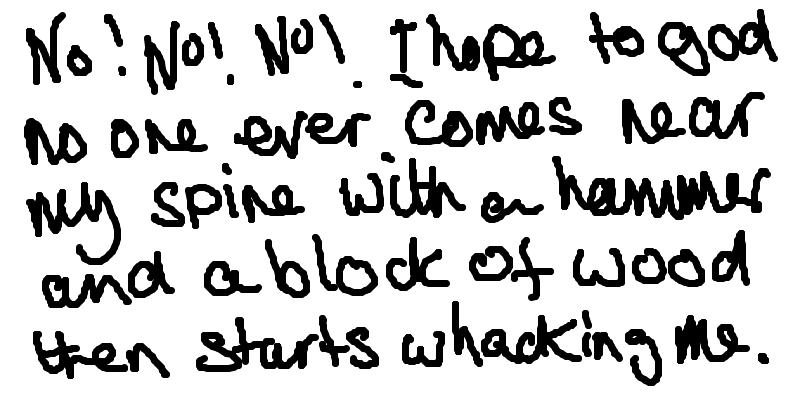 No! No! No! I hope to god
no one ever comes near
my spine with a hammer
and a block of wood
then starts whacking me.